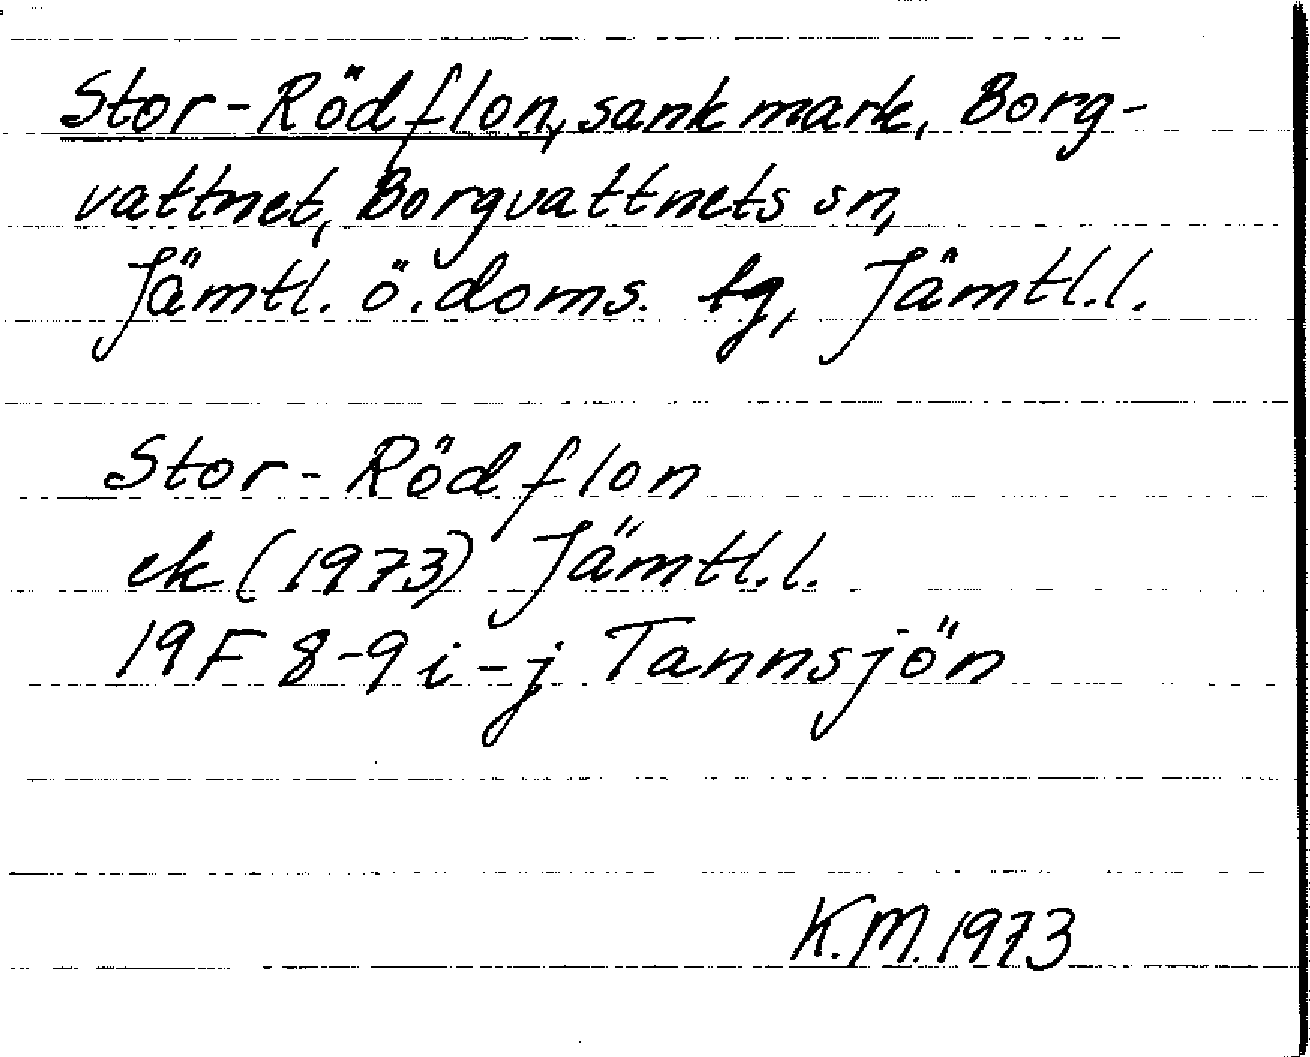 Stor-Rödflon, sankmark, Borg-
vattnet, Borgvattnets sn,
Jämtl. ö. doms. tg, Jämtl.l.
Stor-Rödflon
ek (1973) Jämtl.l.
19F 8-9 i-j Tannsjön
K.M. 1973